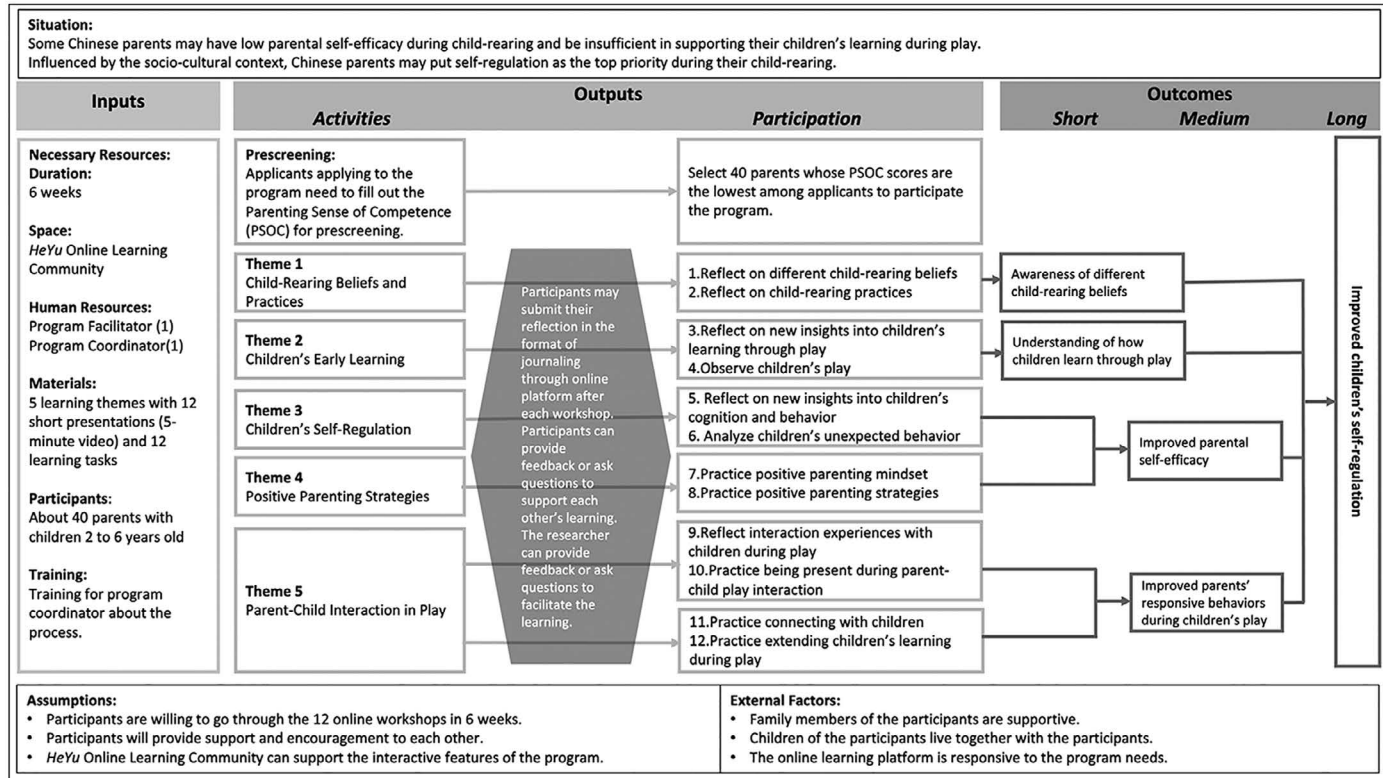 Situation:
Some Chinese parents may have low parental self-efficacy during child-rearing and be insufficient in supporting their children's learning during play.
Influenced by the socio-cultural context, Chinese parents may put self-regulation as the top priority during their child-rearing.
Inputs
Outputs
Activities
Participation
Outcomes
Short
Medium
Long
Necessary Resources:
Duration:
6 weeks
Space:
HeYu Online Learning
Community
Human Resources:
Program Facilitator (1)
Program Coordinator(1)
Materials:
5 learning themes with 12
short presentations (5-
minute video) and 12
learning tasks
Participants:
About 40 parents with
children 2 to 6 years old
Training:
Training for program
coordinator about the
process.
Prescreening:
Applicants applying to the
program need to fill out the
Parenting Sense of Competence
(PSOC) for prescreening.
Select 40 parents whose PSOC scores are
the lowest among applicants to participate
the program.
Theme 1
Child-Rearing Beliefs and
Practices
Theme 2
Children's Early Learning
Theme 3
Children's Self-Regulation
Theme 4
Positive Parenting Strategies
Theme 5
Parent-Child Interaction in Play
Participants may
submit their
reflection in the
format of
journaling
through online
platform after
each workshop.
Participants can
provide
feedback or ask
questions to
support each
other's learning.
The researcher
can provide
feedback or ask
questions to
facilitate the
learning.
1.Reflect on different child-rearing beliefs
2.Reflect on child-rearing practices
3.Reflect on new insights into children's
learning through play
4.Observe children's play
5. Reflect on new insights into children's
cognition and behavior
6. Analyze children's unexpected behavior
7.Practice positive parenting mindset
8.Practice positive parenting strategies
9.Reflect interaction experiences with
children during play
10.Practice being present during parent-
child play interaction
11.Practice connecting with children
12.Practice extending children's learning
during play
Awareness of different
child-rearing beliefs
Understanding of how
children learn through play
Improved parental
self-efficacy
Improved parents'
responsive behaviors
during children's play
Improved children's self-regulation
Assumptions:
• Participants are willing to go through the 12 online workshops in 6 weeks.
• Participants will provide support and encouragement to each other.
• HeYu Online Learning Community can support the interactive features of the program.
External Factors:
• Family members of the participants are supportive.
• Children of the participants live together with the participants.
• The online learning platform is responsive to the program needs.